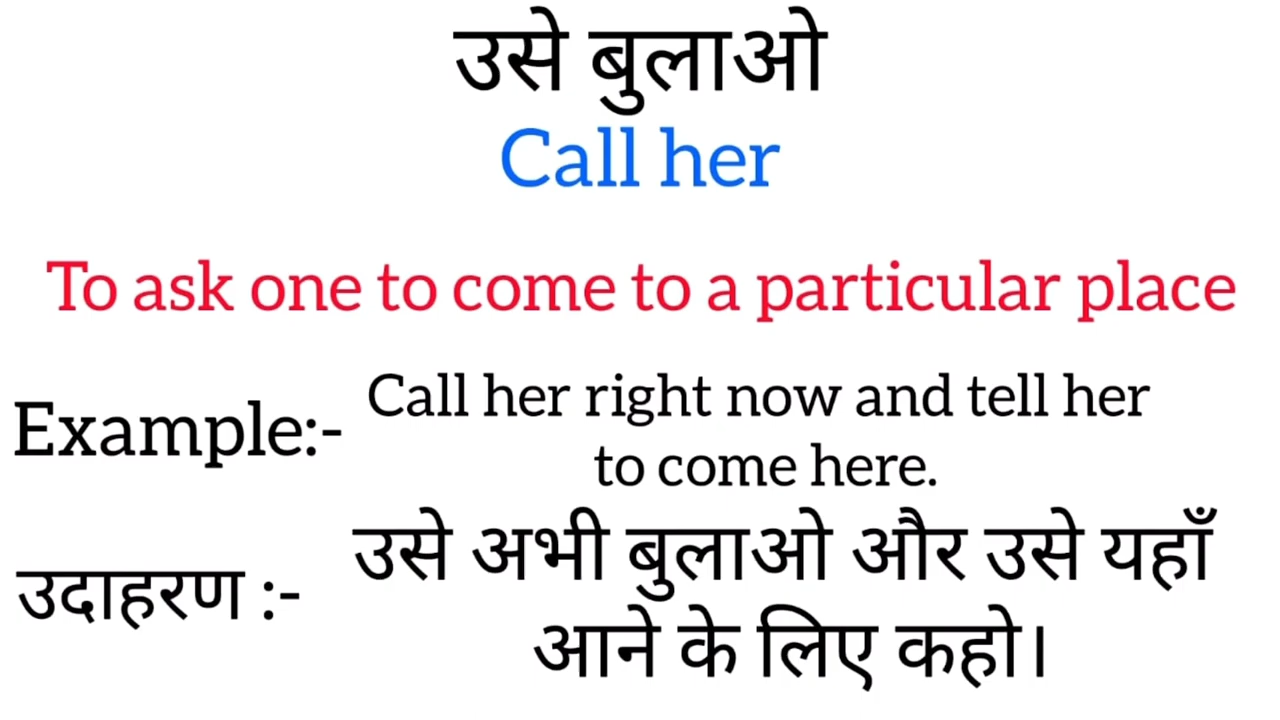 उसे बुलाओ
Call her
To ask one to come to a particular place
Example:- Call her right now and tell her
to come here.
उदाहरण :- उसे अभी बुलाओ और उसे यहाँ
आने के लिए कहो।